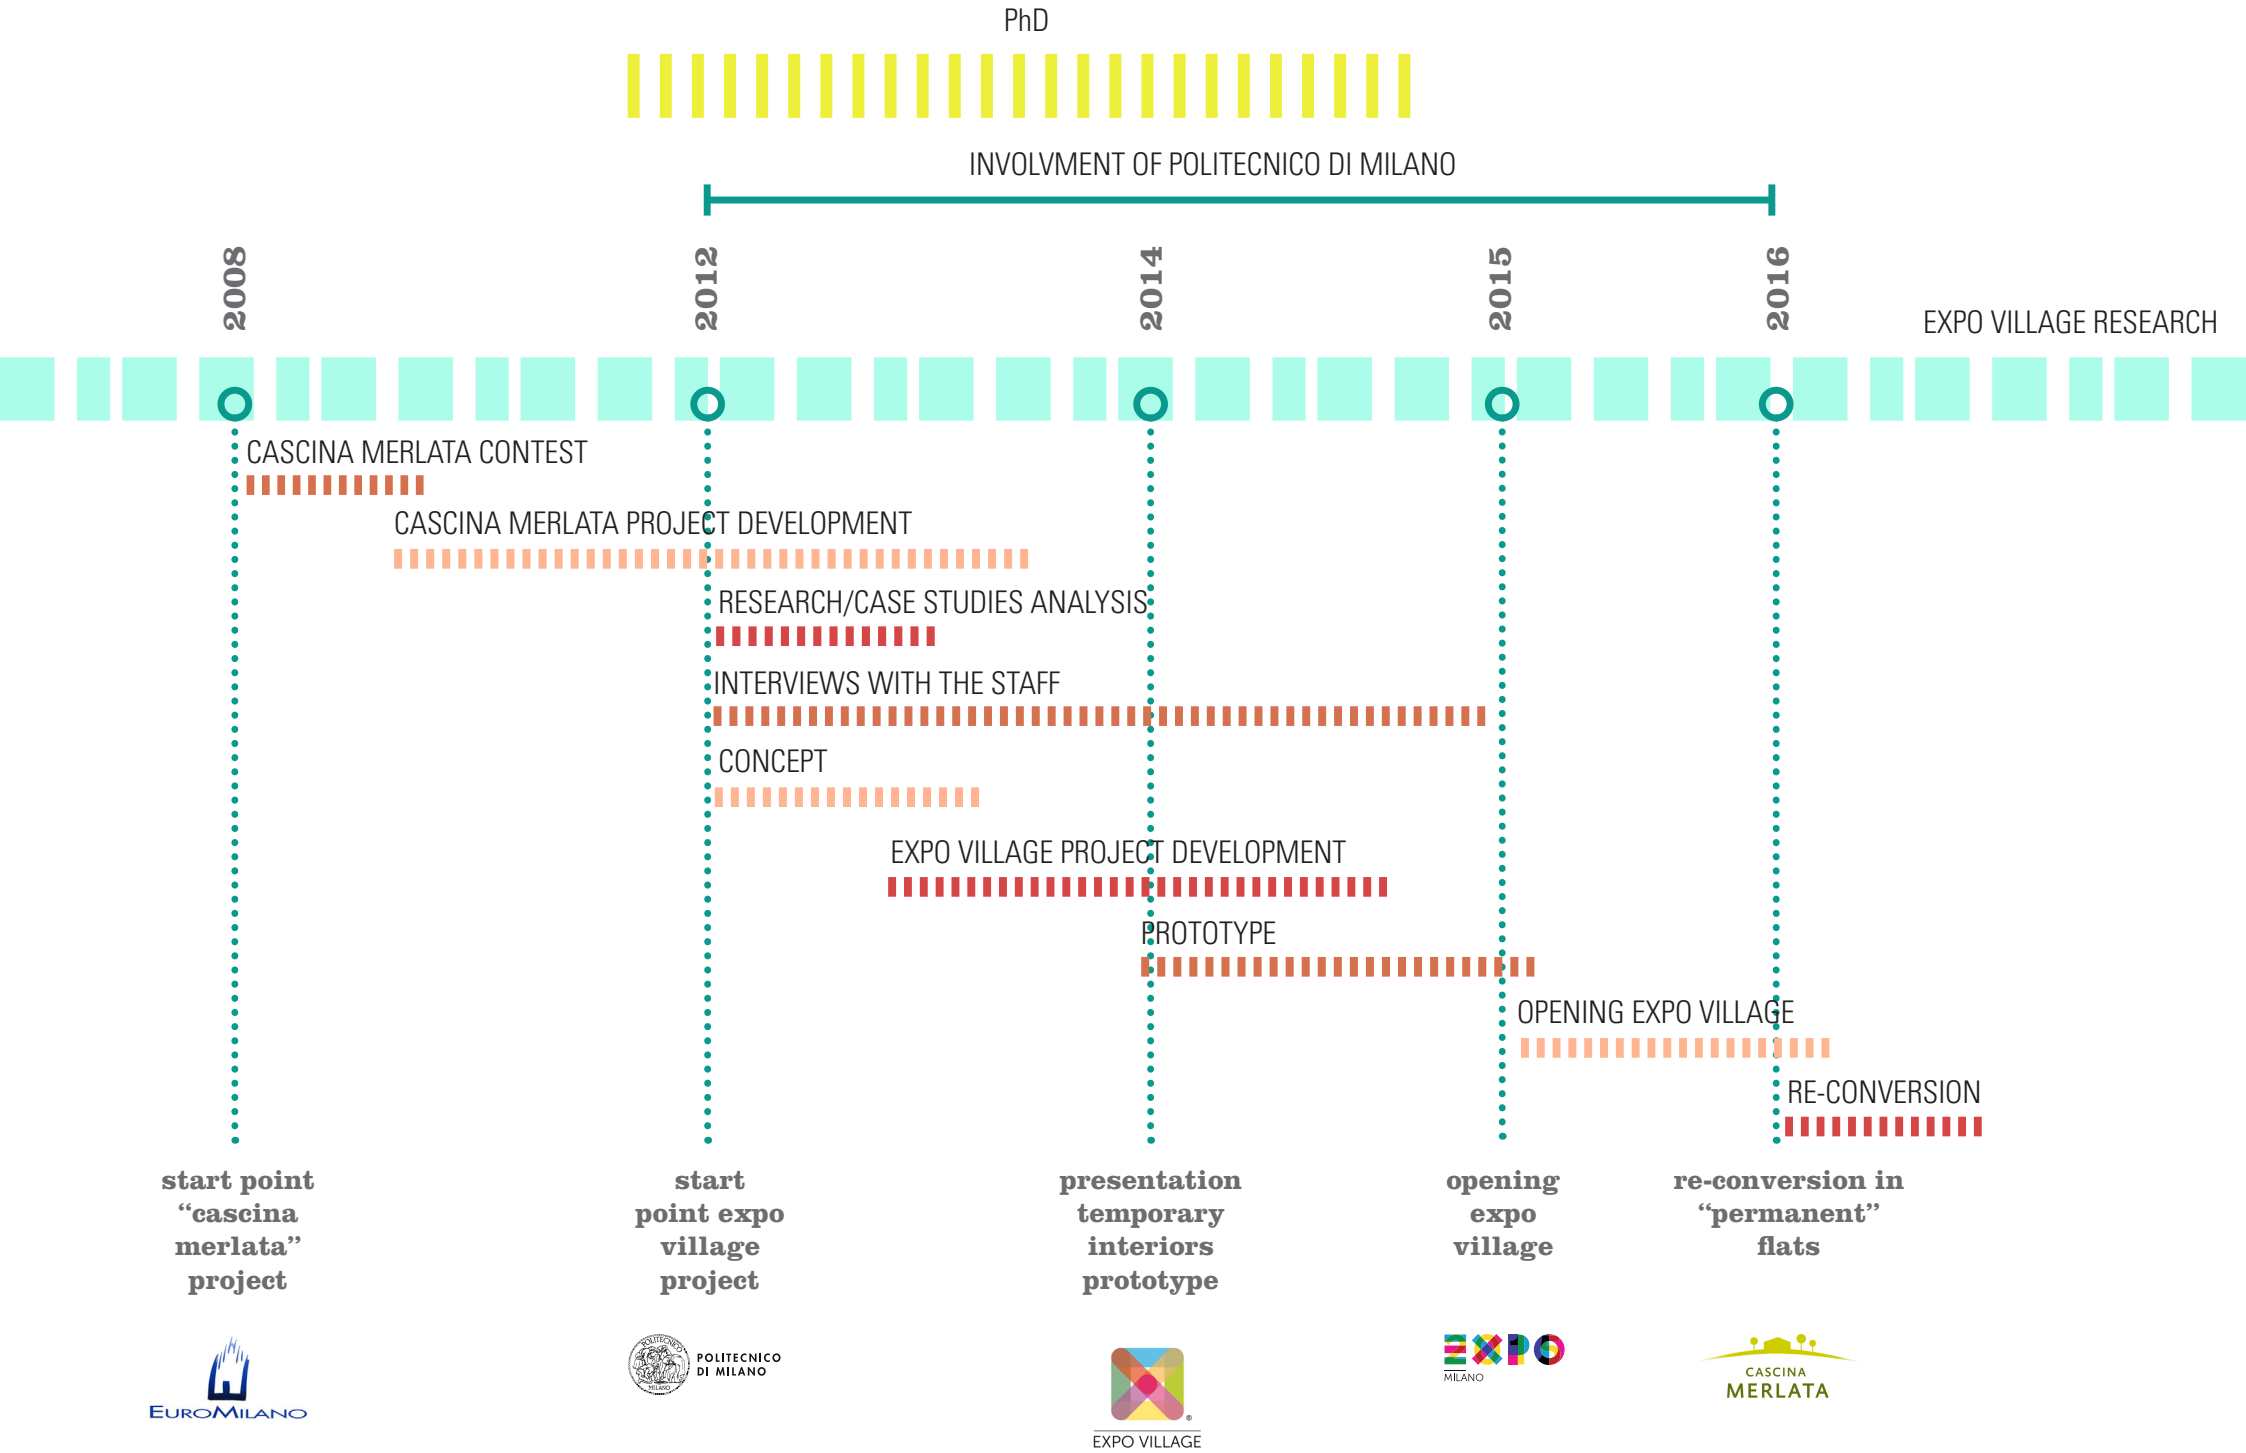 PhD
INVOLVMENT OF POLITECNICO DI MILANO
2008
2012
2014
2015
2016
EXPO VILLAGE RESEARCH
CASCINA MERLATA CONTEST
CASCINA MERLATA PROJECT DEVELOPMENT
RESEARCH/CASE STUDIES ANALYSIS
INTERVIEWS WITH THE STAFF
CONCEPT
EXPO VILLAGE PROJECT DEVELOPMENT
PROTOTYPE
OPENING EXPO VILLAGE
RE-CONVERSION
start point
“cascina
merlata”
project
start
point expo
village
project
presentation
temporary
interiors
prototype
opening
expo
village
re-conversion in
“permanent”
flats
EUROMILANO
POLITECNICO
MILANO
POLITECNICO
DI MILANO
®
EXPO VILLAGE
EXPO
MILANO
CASCINA
MERLATA